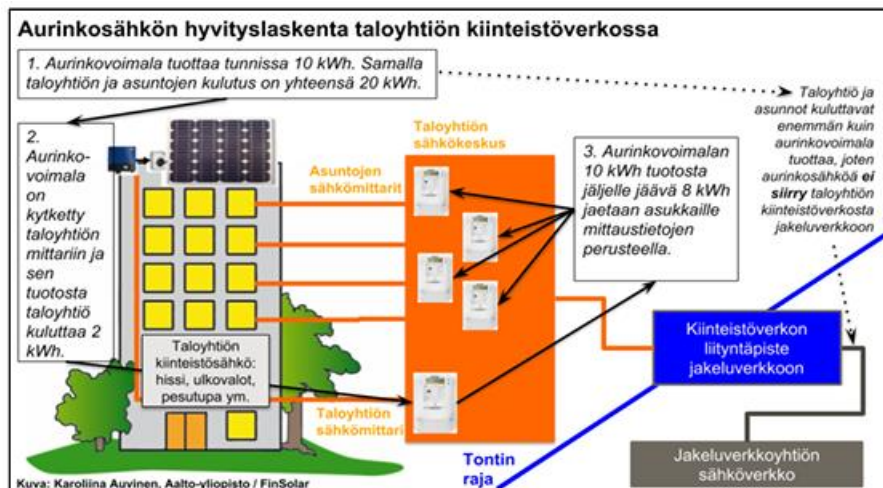 Aurinkosähkön hyvityslaskenta taloyhtiön kiinteistöverkossa
1. Aurinkovoimala tuottaa tunnissa 10 kWh. Samalla
taloyhtiön ja asuntojen kulutus on yhteensä 20 kWh.
2.
Aurinko-
voimala
on
kytketty
taloyhtiön
mittariin ja
sen
tuotosta
taloyhtiö
kuluttaa 2
kWh.
Asuntojen
sähkömittarit
Taloyhtiön
sähkökeskus
3. Aurinkovoimalan
10 kWh tuotosta
jäljelle jäävä 8 kWh
jaetaan asukkaille
mittaustietojen
perusteella.
Taloyhtiö ja
asunnot kuluttavat
enemmän kuin
aurinkovoimala
tuottaa, joten
aurinkosähköä ei
siirry taloyhtiön
kiinteistöverkosta
jakeluverkkoon
Taloyhtiön
kiinteistösähkö:
hissi, ulkovalot,
pesutupa ym.
Taloyhtiön
sähkömittari
Kiinteistöverkon
liityntäpiste
jakeluverkkoon
Tontin
raja
Jakeluverkkoyhtiön
sähköverkko
Kuva: Karoliina Auvinen, Aalto-yliopisto / FinSolar